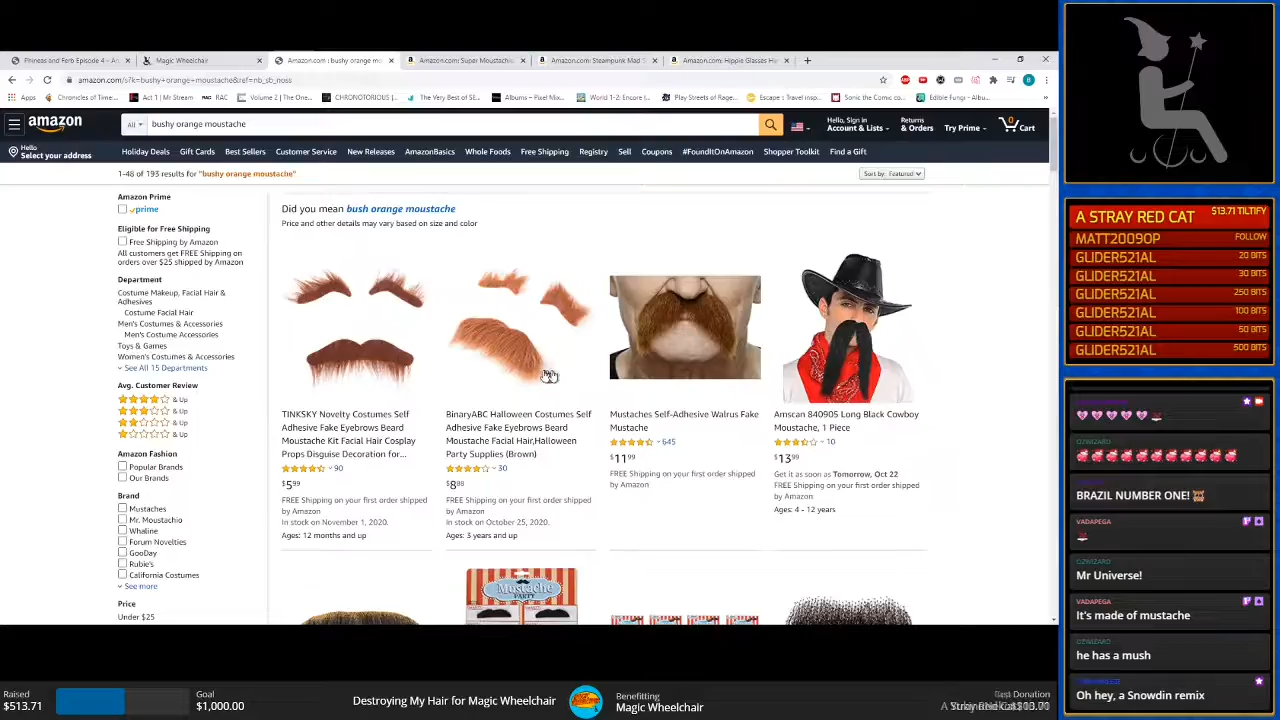 Phineas and Ferb Episode 4 – An
Magic Wheelchair
Amazon.com : bushy orange mo
Amazon.com: Super Moustachio
Amazon.com: Steampunk Mad S
Amazon.com: Hippie Glasses He
amazon.com/s?k=bushy+orange+moustache&ref=nb_sb_noss
Apps
Chronicles of Time:...
Act 1 | Mr Stream
RAC
Volume 2 | The One...
CHRONOTORIOUS |...
The Very Best of SE...
Albums – Pixel Mix...
World 1-2: Encore |...
Play Streets of Rage...
Escape :: Travel insp...
Sonic the Comic co...
Edible Fungi - Albu...
amazon
All
bushy orange moustache
Hello, Sign in
Account & Lists
Returns
& Orders
Try Prime
0
Cart
Hello
Select your address
Holiday Deals
Gift Cards
Best Sellers
Customer Service
New Releases
AmazonBasics
Whole Foods
Free Shipping
Registry
Sell
Coupons
#FoundItOnAmazon
Shopper Toolkit
Find a Gift
1-48 of 193 results for "bushy orange moustache"
Sort by: Featured
Amazon Prime
prime
Eligible for Free Shipping
Free Shipping by Amazon
All customers get FREE Shipping on
orders over $25 shipped by Amazon
Department
Costume Makeup, Facial Hair &
Adhesives
Costume Facial Hair
Men's Costumes & Accessories
Men's Costume Accessories
Toys & Games
Women's Costumes & Accessories
See All 15 Departments
Avg. Customer Review
& Up
& Up
& Up
& Up
Amazon Fashion
Popular Brands
Our Brands
Brand
Mustaches
Mr. Moustachio
Whaline
Forum Novelties
GooDay
Rubie's
California Costumes
See more
Price
Under $25
Did you mean bush orange moustache
Price and other details may vary based on size and color
TINKSKY Novelty Costumes Self
Adhesive Fake Eyebrows Beard
Moustache Kit Facial Hair Cosplay
Props Disguise Decoration for...
90
$5.99
FREE Shipping on your first order shipped
by Amazon
In stock on November 1, 2020.
Ages: 12 months and up
BinaryABC Halloween Costumes Self
Adhesive Fake Eyebrows Beard
Moustache Facial Hair,Halloween
Party Supplies (Brown)
30
FREE Shipping on your first order shipped
by Amazon
In stock on October 25, 2020.
Ages: 3 years and up
Mustaches Self-Adhesive Walrus Fake
Mustache
645
$11.99
FREE Shipping on your first order shipped
by Amazon
Amscan 840905 Long Black Cowboy
Moustache, 1 Piece
10
$13.99
Get it as soon as Tomorrow, Oct 22
FREE Shipping on your first order shipped
by Amazon
Ages: 4 - 12 years
Mustache
PARTY
A STRAY RED CAT $13.71 TILTIFY
MATT2009OP FOLLOW
GLIDER521AL 20 BITS
GLIDER521AL 30 BITS
GLIDER521AL 250 BITS
GLIDER521AL 100 BITS
GLIDER521AL 50 BITS
GLIDER521AL 500 BITS
OZWIZARD
BRAZIL NUMBER ONE!
VADAPEGA
OZWIZARD
Mr Universe!
VADAPEGA
It's made of mustache
OZWIZARD
he has a mush
Oh hey, a Snowdin remix
Raised
$513.71
Goal
$1,000.00
Destroying My Hair for Magic Wheelchair
Benefitting
Magic Wheelchair
Donation